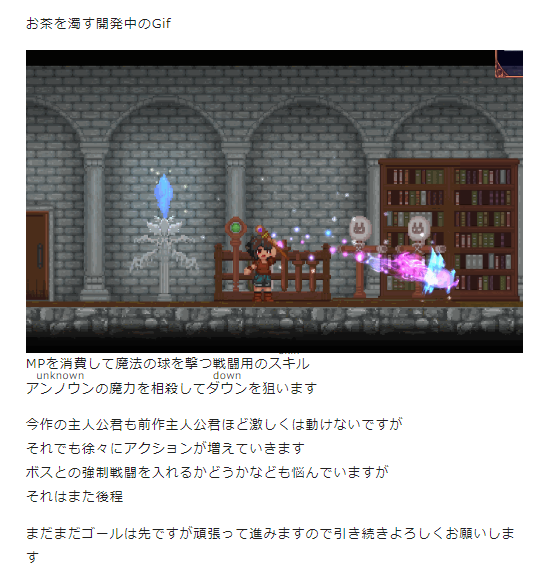 お茶を濁す開発中のGif
MPを消費して魔法の球を撃つ戦闘用のスキル
unknown down
アンノウンの魔力を相殺してダウンを狙います
今作の主人公君も前作主人公君ほど激しくは動けないですが
それでも徐々にアクションが増えていきます
ボスとの強制戦闘を入れるかどうかなども悩んでいますが
それはまた後程
まだまだゴールは先ですが頑張って進みますので引き続きよろしくお願いしま
す